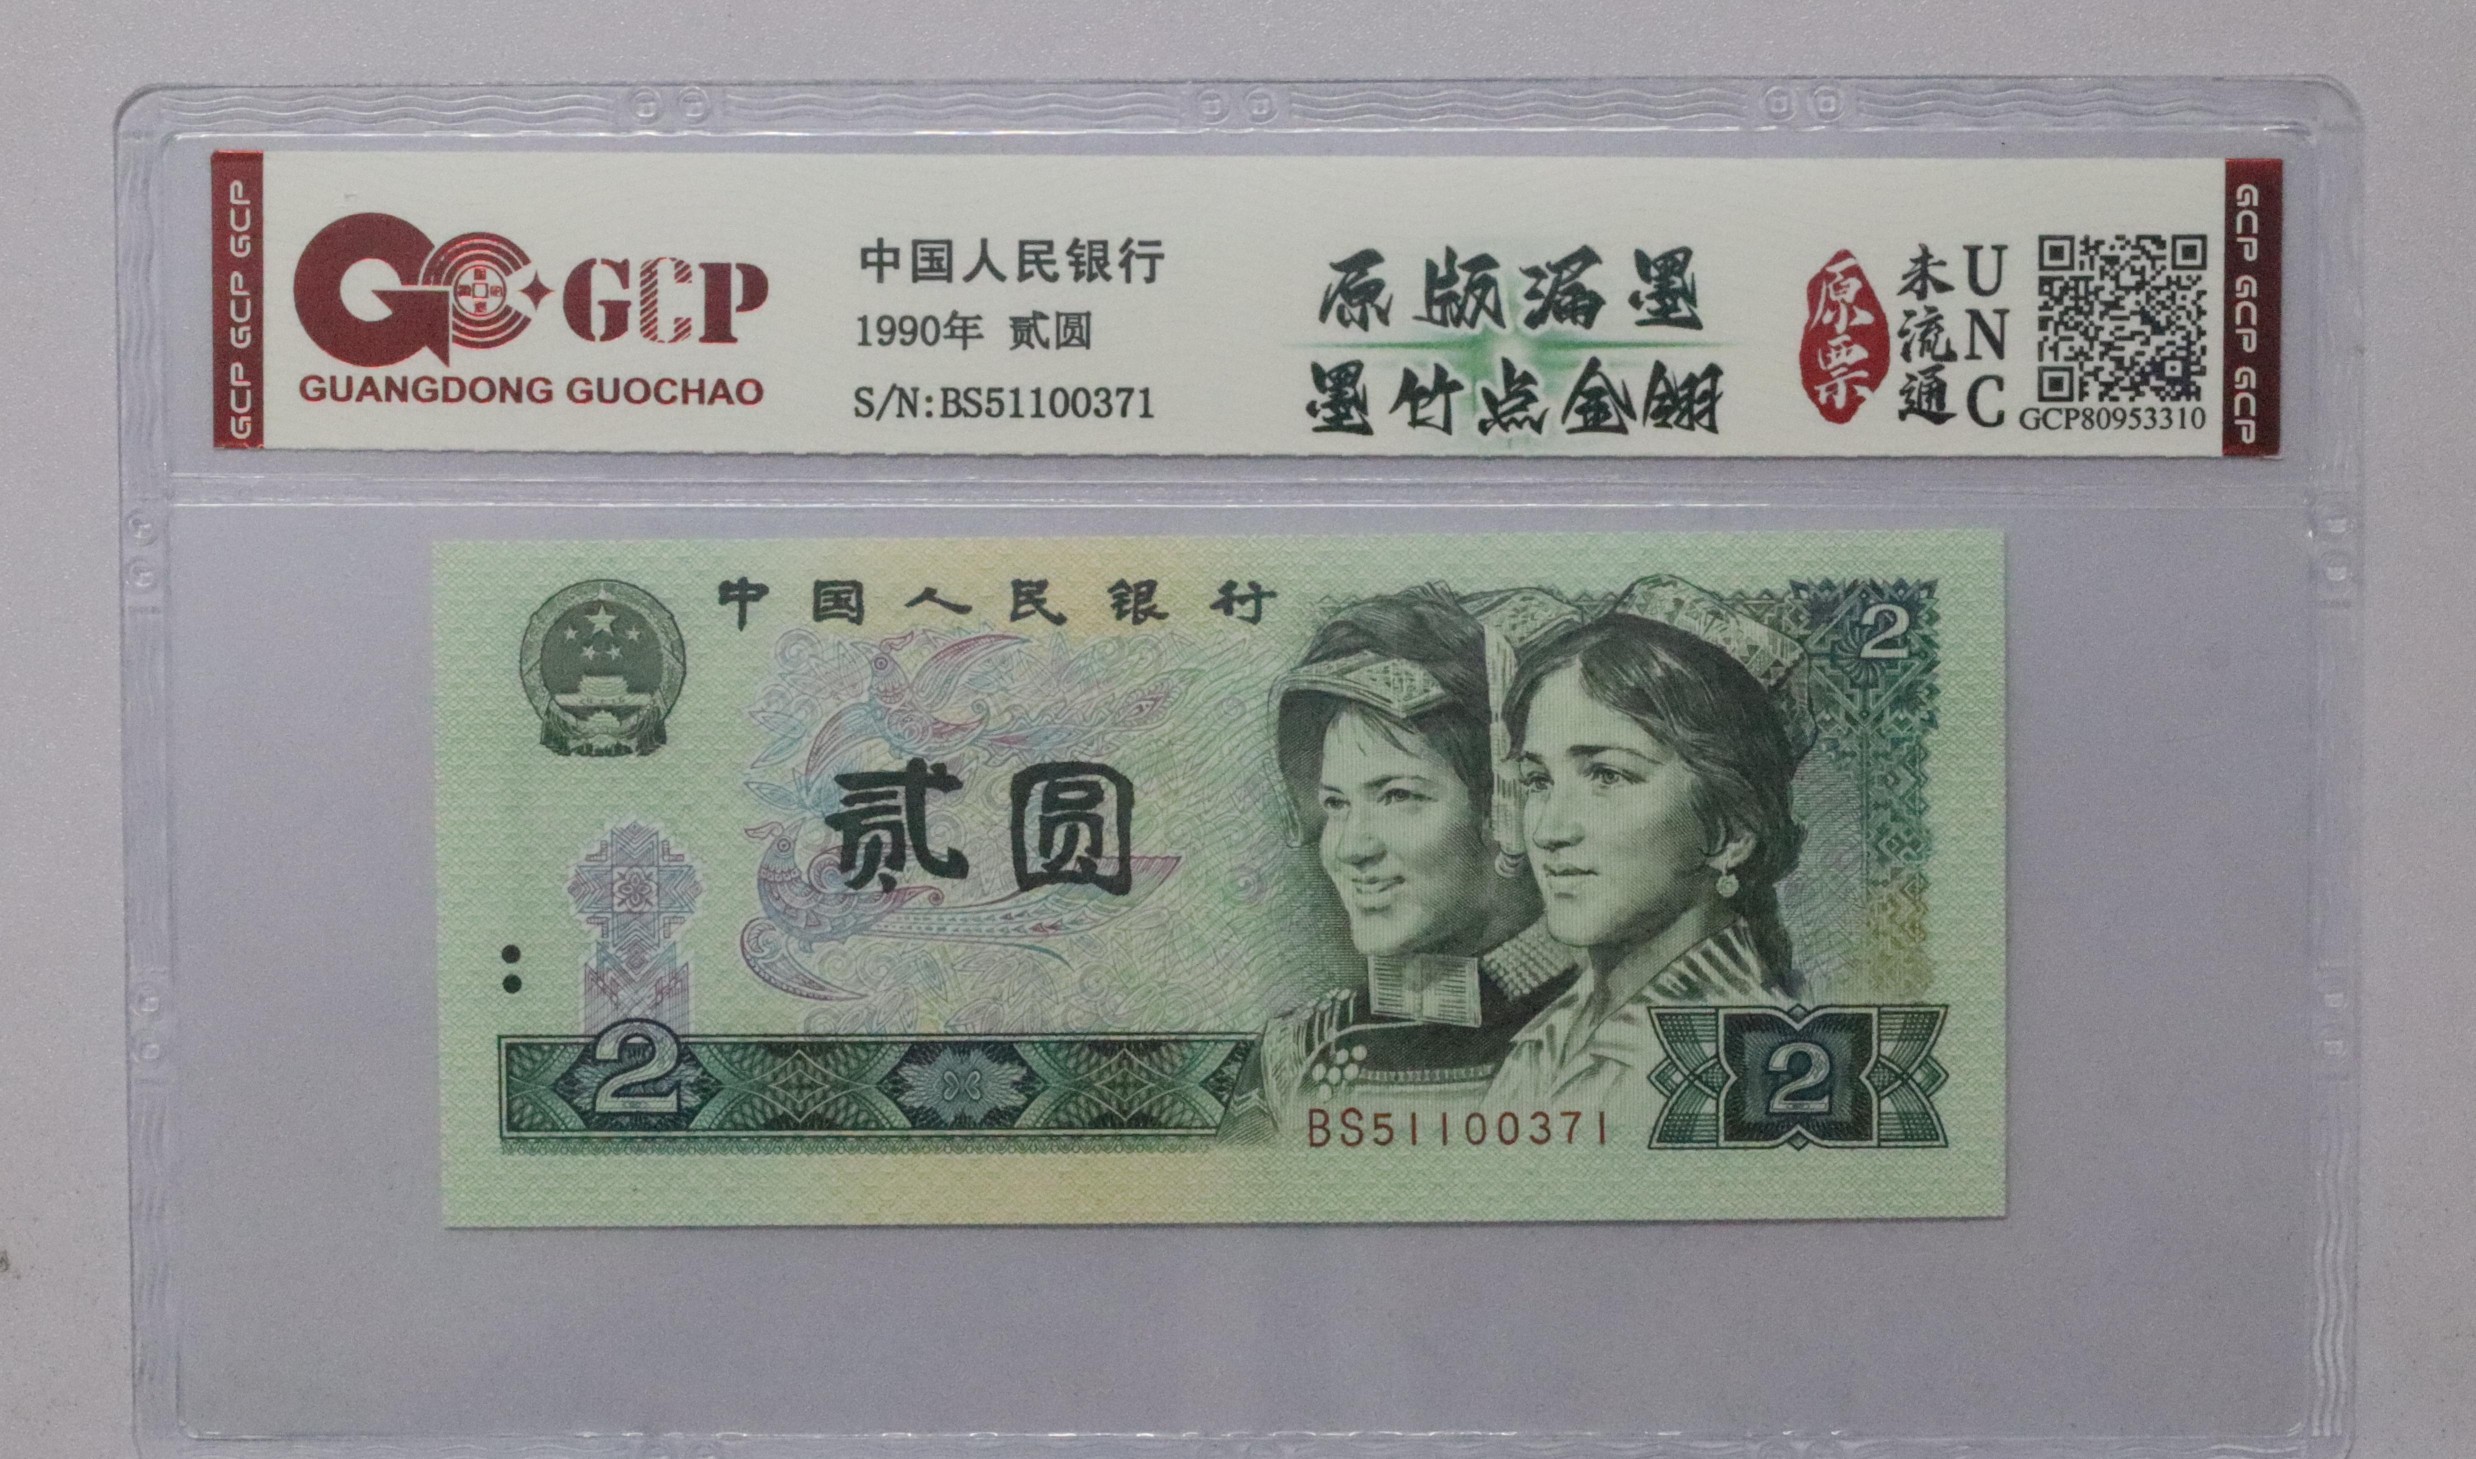 GCP GCP GCP
GCP
GUANGDONG GUOCHAO
中国人民银行
1990年 贰圆
S/N:BS51100371
原版漏墨
墨竹点金翎
原票
未流通
UNC
GCP80953310
GCP GCP GCP
中国人民银行
2
贰圆
2
BS51100371
2